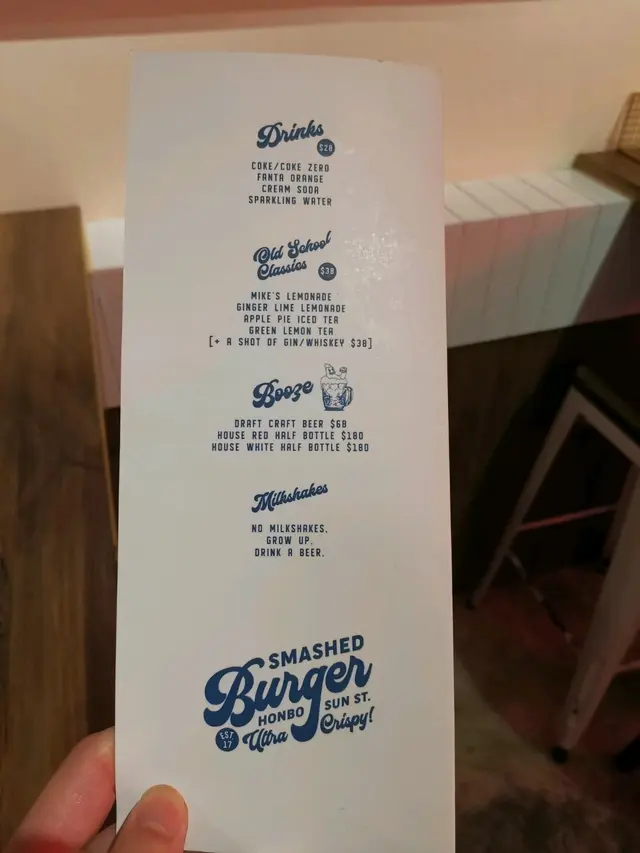 Drinks
$28
COKE/COKE ZERO
FANTA ORANGE
CREAM SODA
SPARKLING WATER
Old School
Classics $38
MIKE'S LEMONADE
GINGER LIME LEMONADE
APPLE PIE ICED TEA
GREEN LEMON TEA
[+ A SHOT OF GIN/WHISKEY $38]
Booze
DRAFT CRAFT BEER $68
HOUSE RED HALF BOTTLE $180
HOUSE WHITE HALF BOTTLE $180
Milkshakes
NO MILKSHAKES.
GROW UP.
DRINK A BEER.
SMASHED
Burger
HONBO SUN ST.
EST 17 Ultra Crispy!